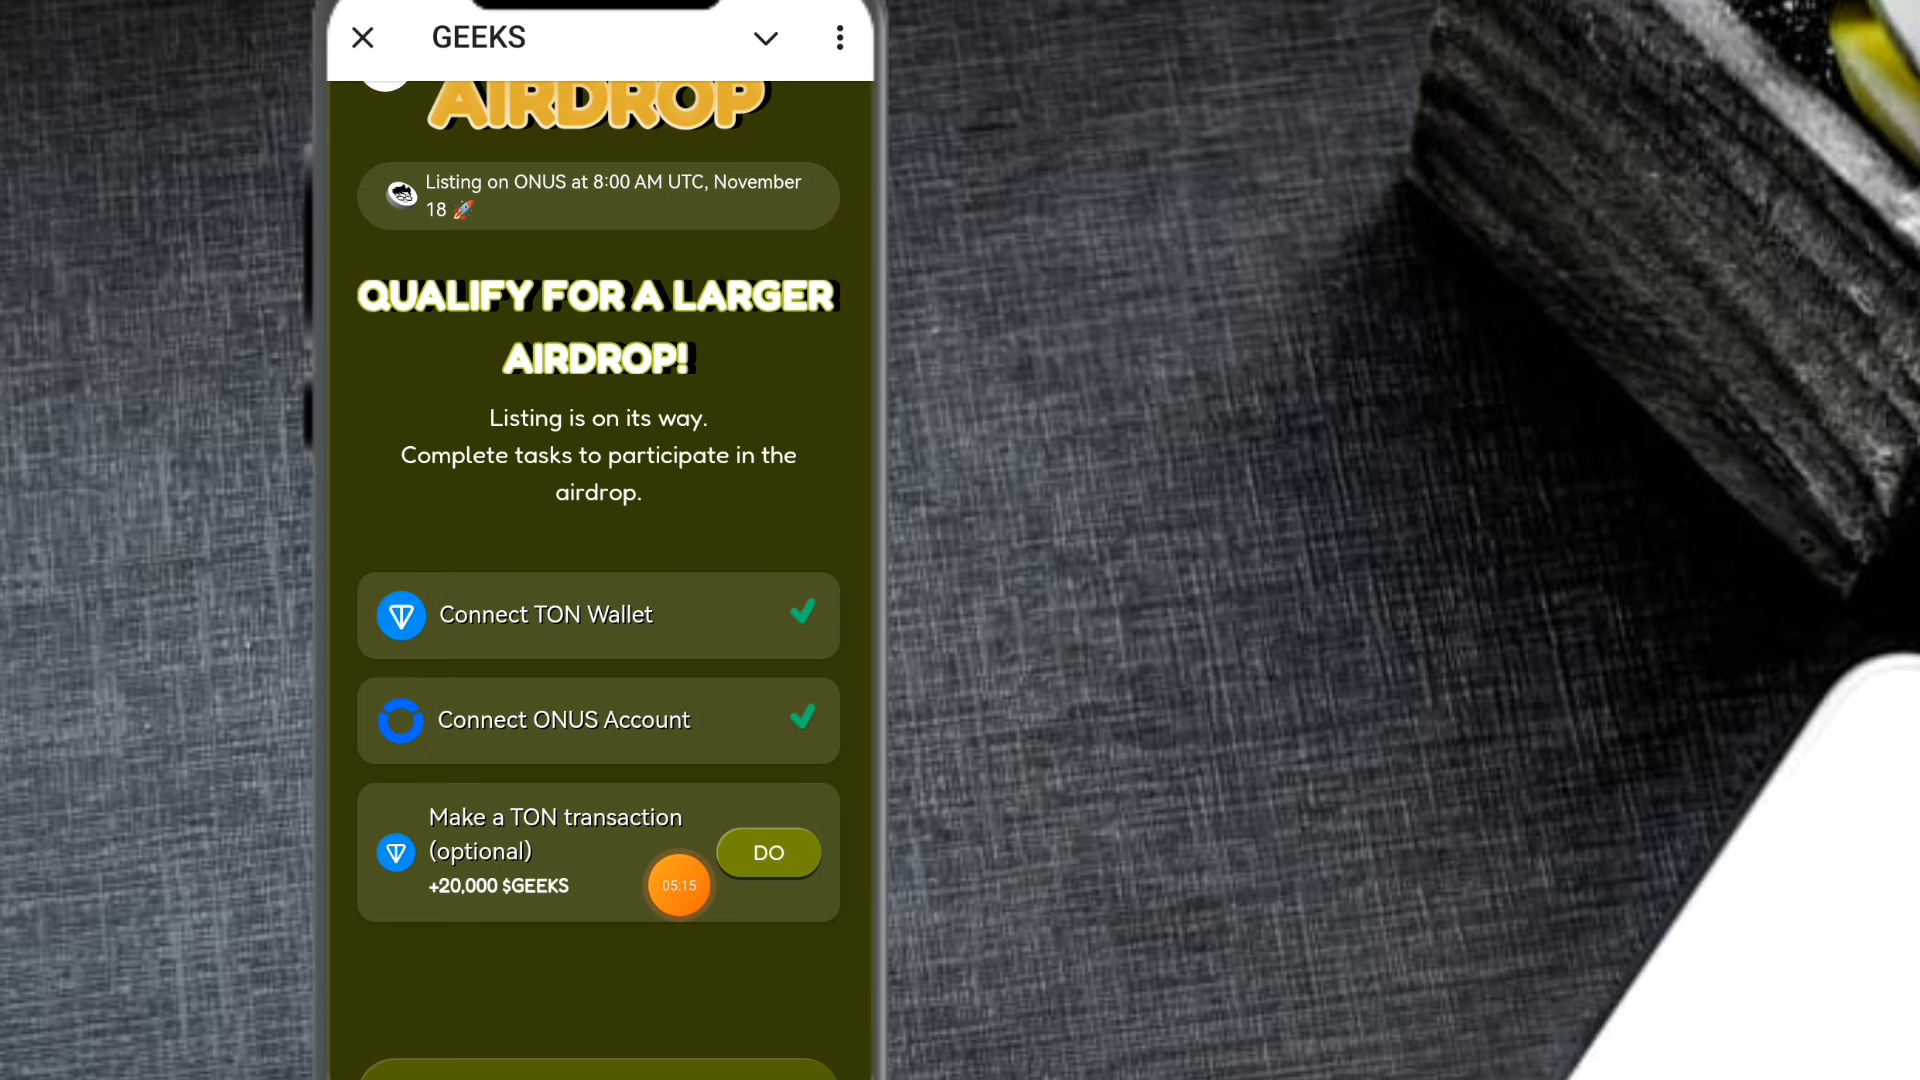 GEEKS
AIRDROP
Listing on ONUS at 8:00 AM UTC, November
18 🚀
QUALIFY FOR A LARGER
AIRDROP!
Listing is on its way.
Complete tasks to participate in the
airdrop.
Connect TON Wallet
Connect ONUS Account
Make a TON transaction
(optional)
DO
+20,000 $GEEKS
05:15